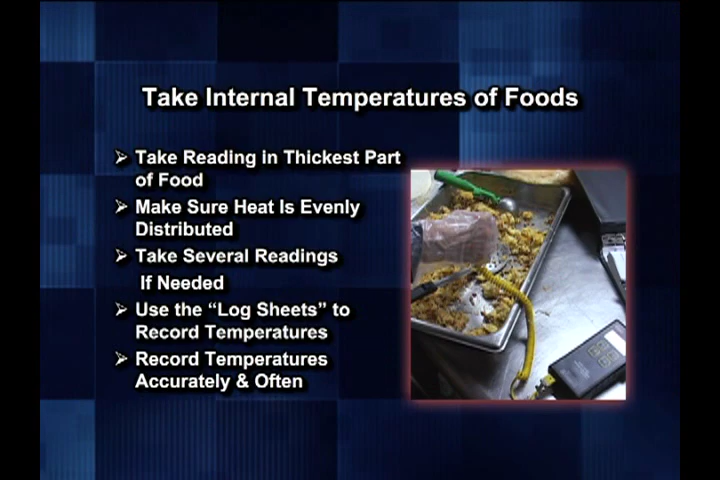 Take Internal Temperatures of Foods
Take Reading in Thickest Part
of Food
Make Sure Heat Is Evenly
Distributed
Take Several Readings
If Needed
Use the “Log Sheets” to
Record Temperatures
Record Temperatures
Accurately & Often